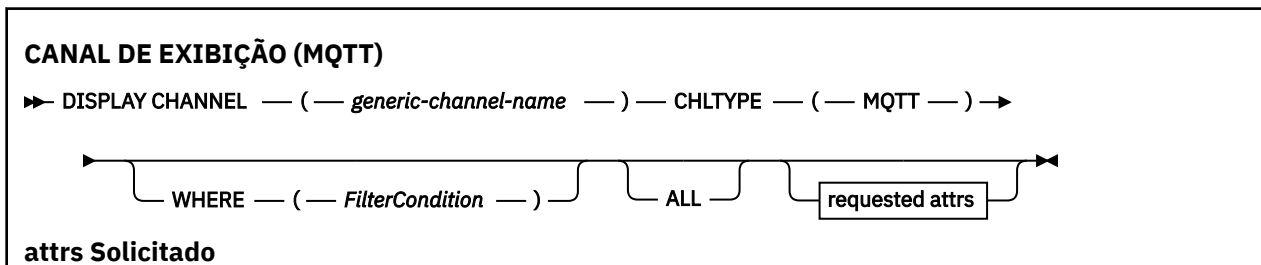 CANAL DE EXIBIÇÃO (MQTT)
DISPLAY CHANNEL ( generic-channel-name ) CHLTYPE ( MQTT )
WHERE ( FilterCondition ) ALL requested attrs
attrs Solicitado